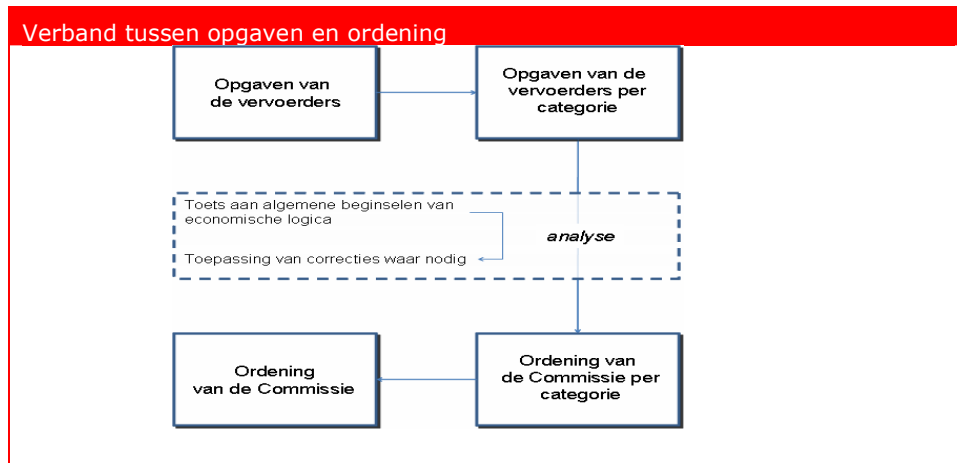 Verband tussen opgaven en ordening
Opgaven van
de vervoerders
Opgaven van de
vervoerders per
categorie
Toets aan algemene beginselen van
economische logica
analyse
Toepassing van correcties waar nodig
Ordening
van de Commissie
Ordening van
de Commissie per
categorie